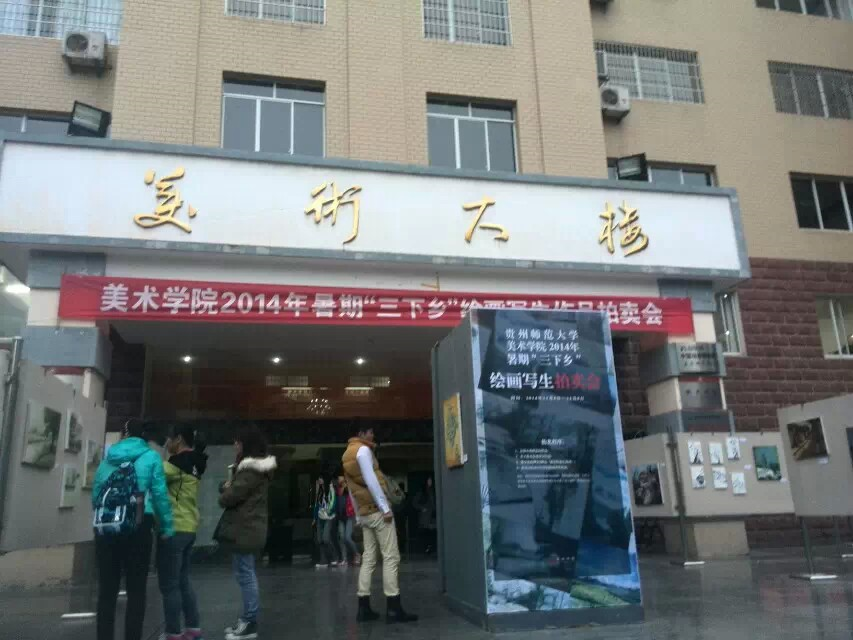 美術大楼
美术学院2014年暑期“三下乡”绘画写生作品拍卖会
贵州师范大学
美术学院2014年
暑期“三下乡”
绘画写生拍卖会